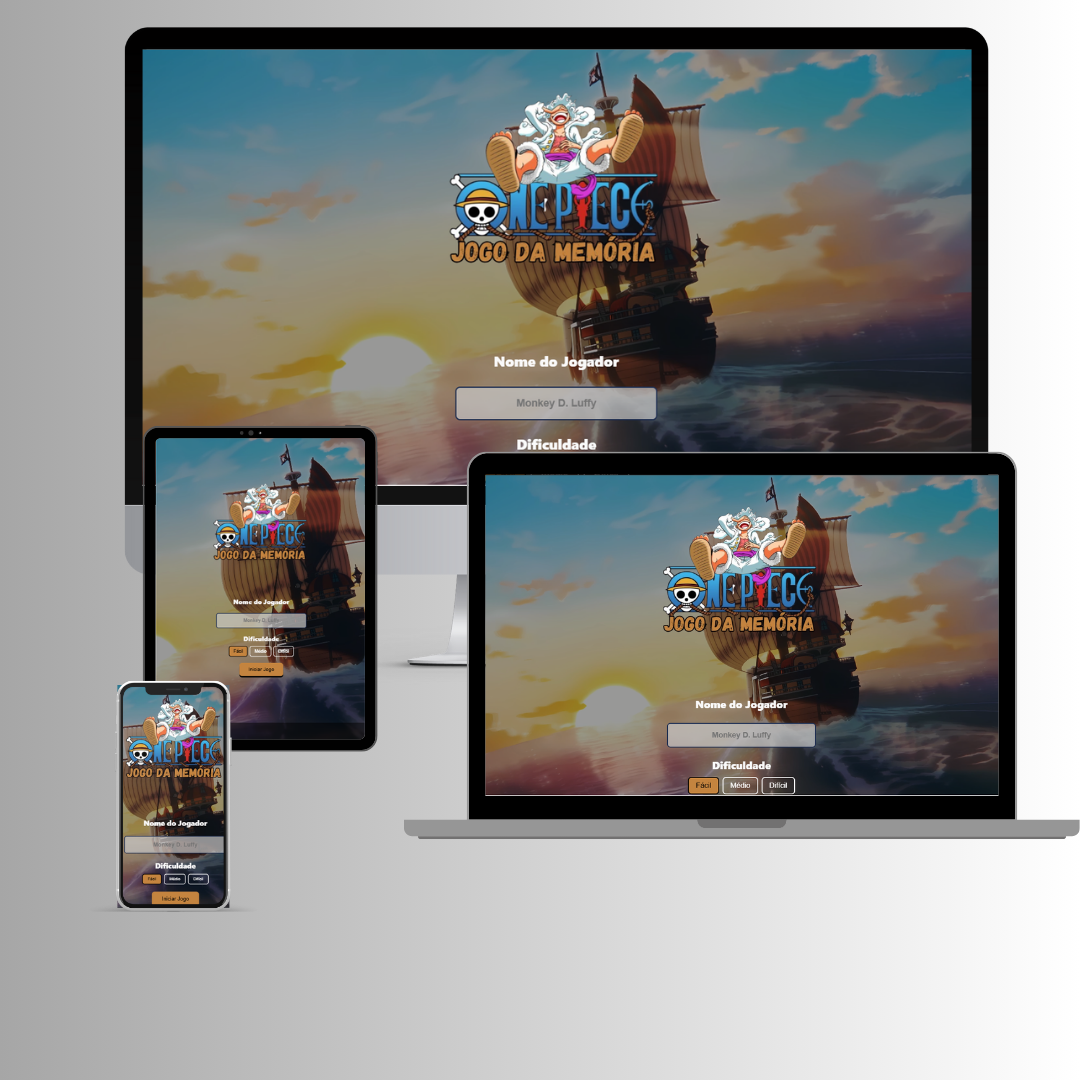 ONE PIECE
JOGO DA MEMÓRIA
Nome do Jogador
Monkey D. Luffy
Dificuldade
ONE PIECE
JOGO DA MEMÓRIA
Nome do Jogador
Monkey D. Luffy
Dificuldade
Fácil Médio Difícil
Iniciar Jogo
ONE PIECE
JOGO DA MEMÓRIA
Nome do Jogador
Monkey D. Luffy
Dificuldade
Fácil Médio Difícil
ONE PIECE
JOGO DA MEMÓRIA
Nome do Jogador
Monkey D. Luffy
Dificuldade
Fácil Médio Difícil
Iniciar Jogo